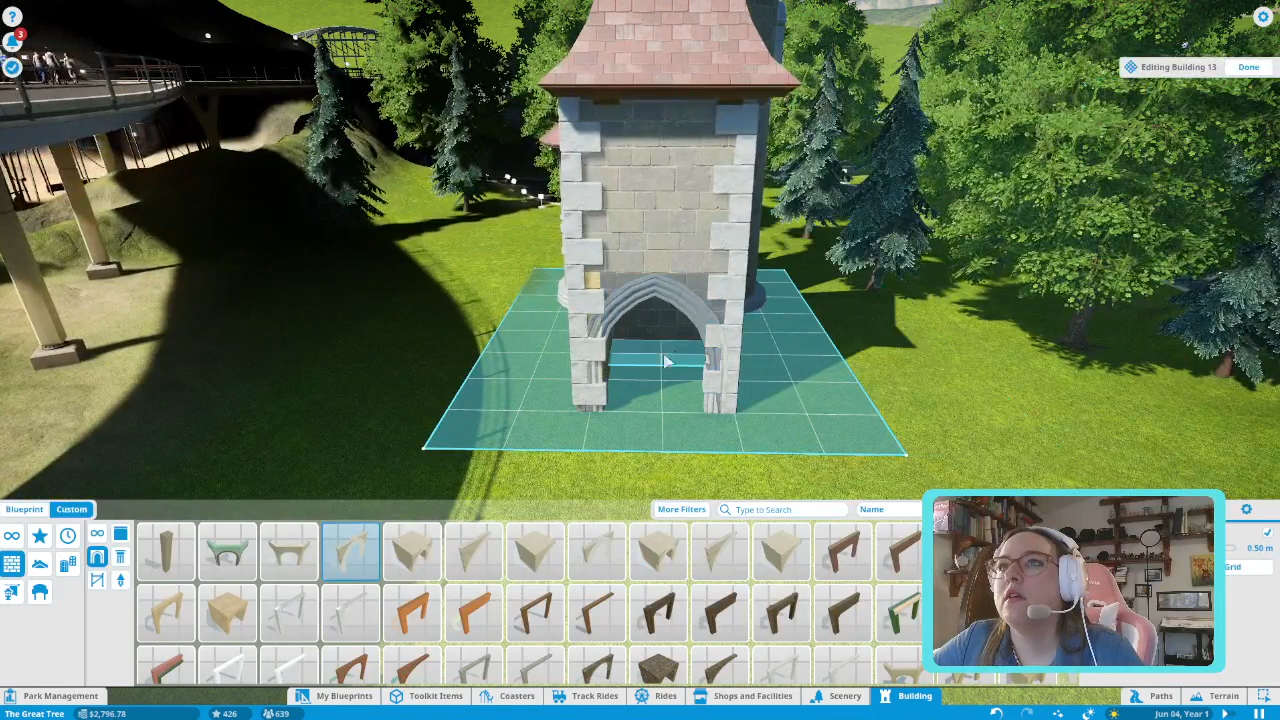 ?
3
Editing Building 13 Done
Blueprint Custom More Filters Type to Search Name
0.50 m
Grid
Park Management My Blueprints Toolkit Items Coasters Track Rides Rides Shops and Facilities Scenery Building Paths Terrain
The Great Tree $2,796.78 426 639 Jun 04, Year 1